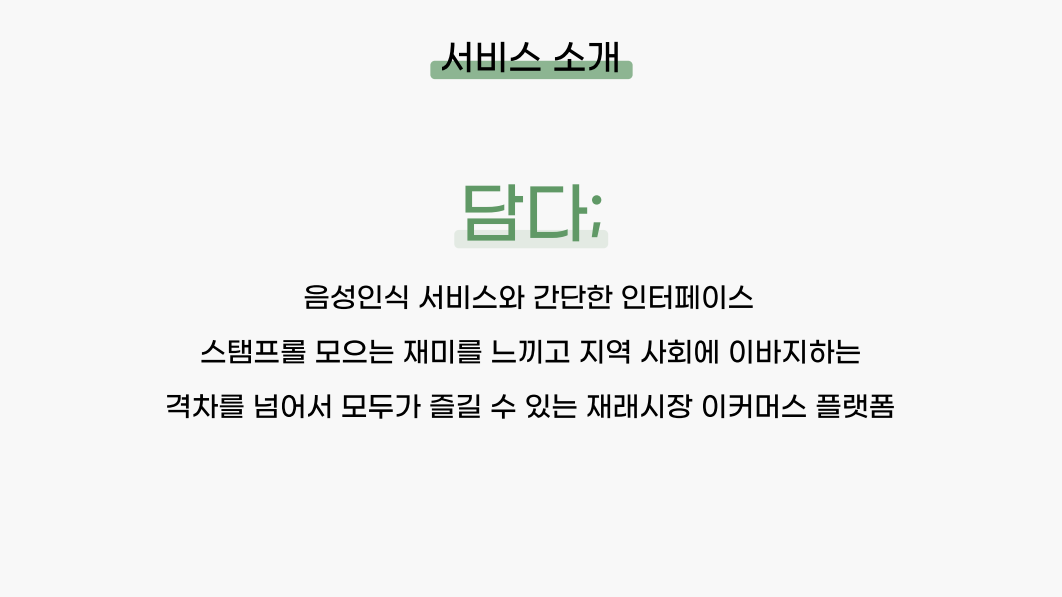 서비스 소개
담다;
음성인식 서비스와 간단한 인터페이스
스탬프롤 모으는 재미를 느끼고 지역 사회에 이바지하는
격차를 넘어서 모두가 즐길 수 있는 재래시장 이커머스 플랫폼